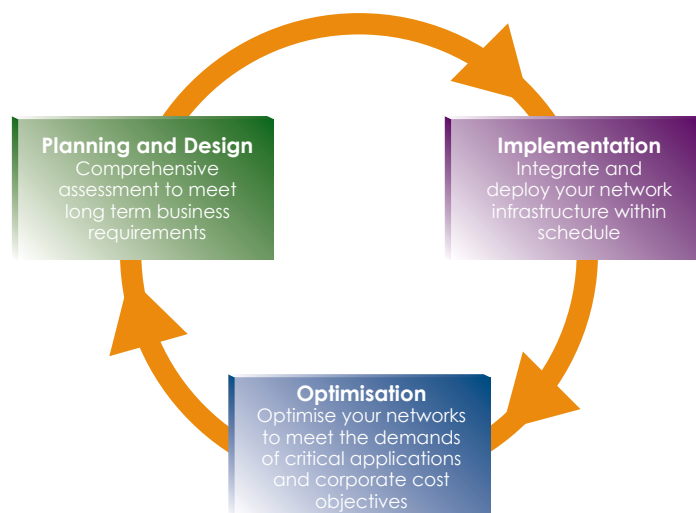 Planning and Design
Comprehensive
assessment to meet
long term business
requirements
Implementation
Integrate and
deploy your network
infrastructure within
schedule
Optimisation
Optimise your networks
to meet the demands
of critical applications
and corporate cost
objectives